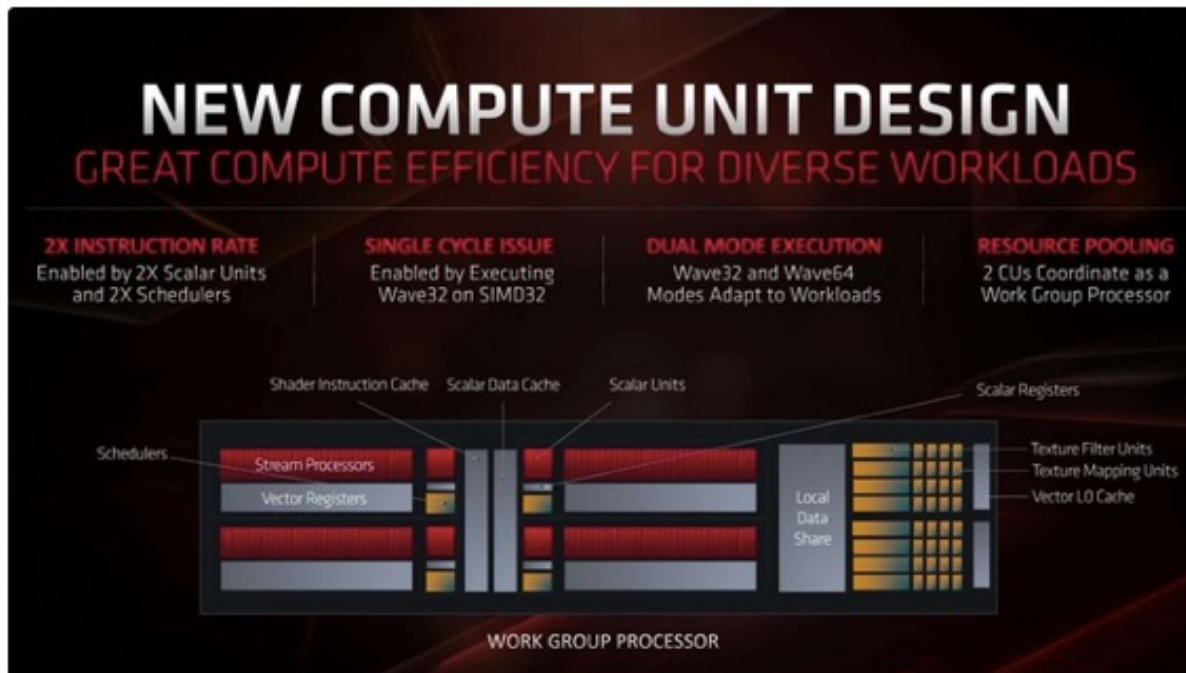 NEW COMPUTE UNIT DESIGN
GREAT COMPUTE EFFICIENCY FOR DIVERSE WORKLOADS
2X INSTRUCTION RATE
Enabled by 2X Scalar Units
and 2X Schedulers
SINGLE CYCLE ISSUE
Enabled by Executing
Wave32 on SIMD32
DUAL MODE EXECUTION
Wave32 and Wave64
Modes Adapt to Workloads
RESOURCE POOLING
2 CUs Coordinate as a
Work Group Processor
Shader Instruction Cache
Scalar Data Cache
Scalar Units
Scalar Registers
Schedulers
Stream Processors
Vector Registers
Local
Data
Share
Texture Filter Units
Texture Mapping Units
Vector L0 Cache
WORK GROUP PROCESSOR